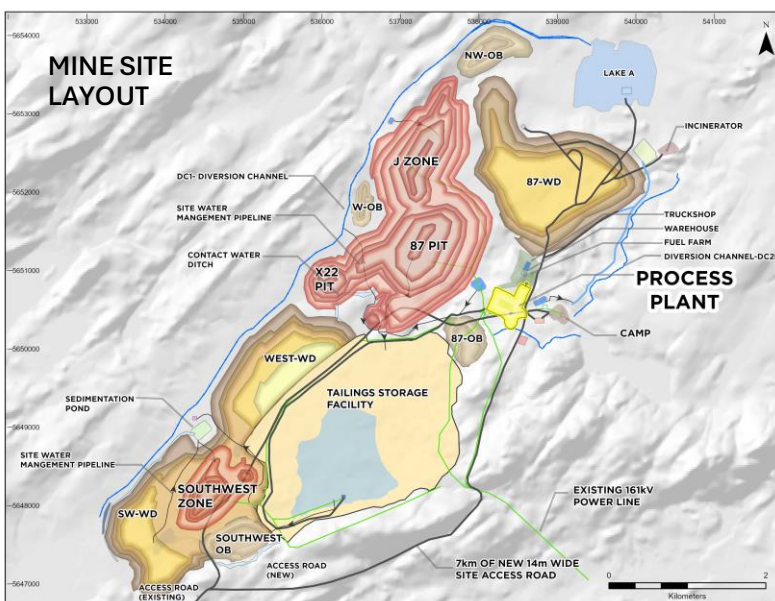 534000
535000
536000
537000
538000
539000
540000
541000
5654000
5653000
5652000
5651000
5650000
5649000
5648000
5647000
MINE SITE
LAYOUT
N
NW-OB
LAKE A
INCINERATOR
J ZONE
87-WD
DC1- DIVERSION CHANNEL
W-OB
SITE WATER
MANGEMENT PIPELINE
TRUCKSHOP
WAREHOUSE
FUEL FARM
DIVERSION CHANNEL-DC2
87 PIT
CONTACT WATER
DITCH
X22
PIT
PROCESS
PLANT
CAMP
87-OB
WEST-WD
TAILINGS STORAGE
FACILITY
SEDIMENTATION
POND
SITE WATER
MANGEMENT PIPELINE
SOUTHWEST
ZONE
SW-WD
SOUTHWEST
OB
EXISTING 161kV
POWER LINE
ACCESS ROAD
(NEW)
7KM OF NEW 14m WIDE
SITE ACCESS ROAD
ACCESS ROAD
(EXISTING)
0
2
Kilometers